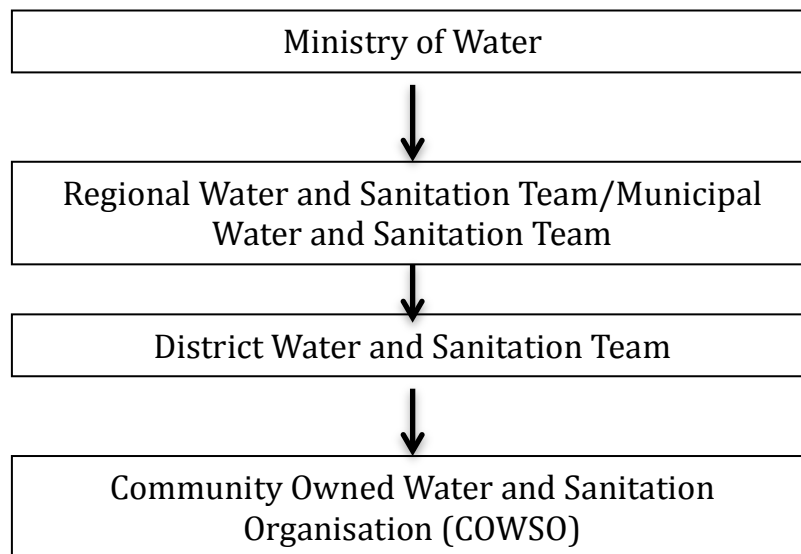 Ministry of Water
Regional Water and Sanitation Team/Municipal
Water and Sanitation Team
District Water and Sanitation Team
Community Owned Water and Sanitation
Organisation (COWSO)